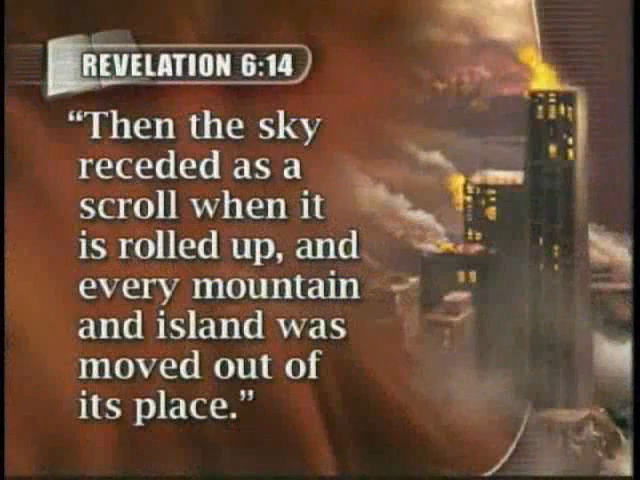 REVELATION 6:14
“Then the sky
receded as a
scroll when it
is rolled up, and
every mountain
and island was
moved out of
its place.”